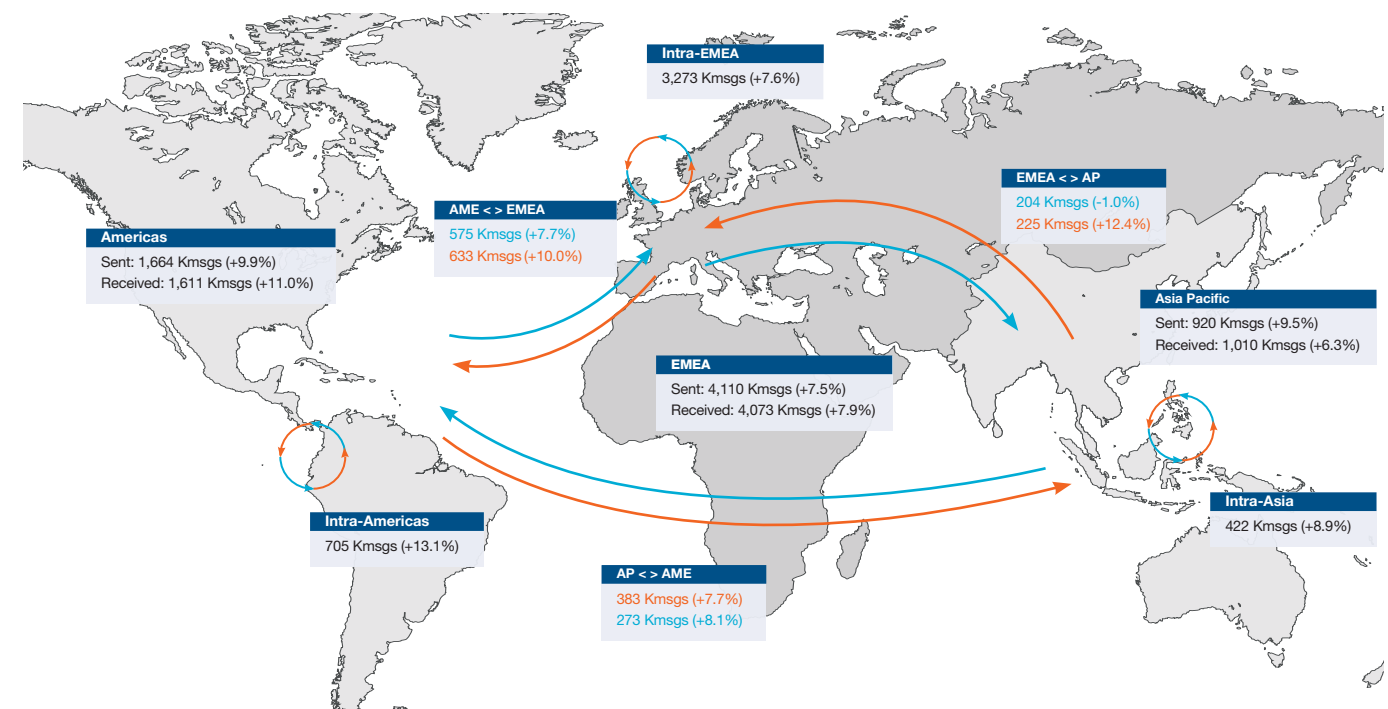 Intra-EMEA
3,273 Kmsgs (+7.6%)
EMEA < > AP
204 Kmsgs (-1.0%)
225 Kmsgs (+12.4%)
AME < > EMEA
575 Kmsgs (+7.7%)
633 Kmsgs (+10.0%)
Americas
Sent: 1,664 Kmsgs (+9.9%)
Received: 1,611 Kmsgs (+11.0%)
Asia Pacific
Sent: 920 Kmsgs (+9.5%)
Received: 1,010 Kmsgs (+6.3%)
EMEA
Sent: 4,110 Kmsgs (+7.5%)
Received: 4,073 Kmsgs (+7.9%)
Intra-Asia
422 Kmsgs (+8.9%)
Intra-Americas
705 Kmsgs (+13.1%)
AP < > AME
383 Kmsgs (+7.7%)
273 Kmsgs (+8.1%)